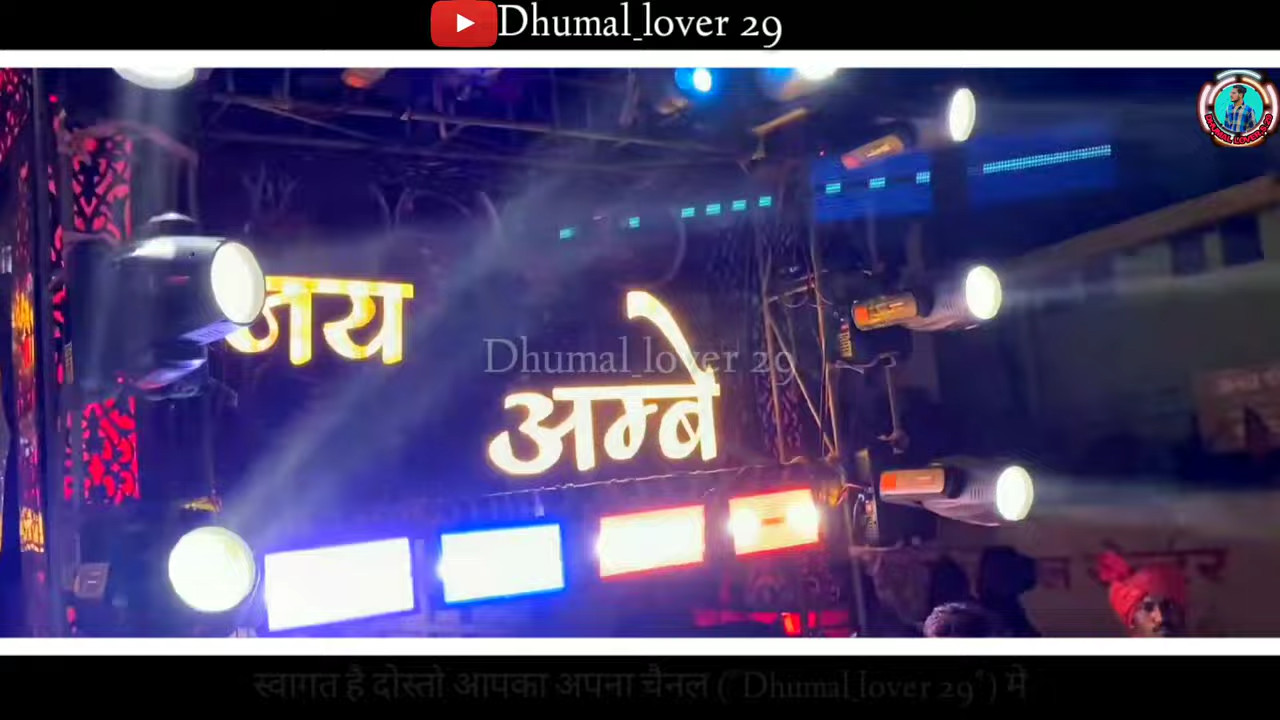 Dhumal_lover 29
जय
Dhumal_lover 29
अम्बे
स्वागत है दोस्तो आपका अपना चैनल ("Dhumal_lover 29") मे